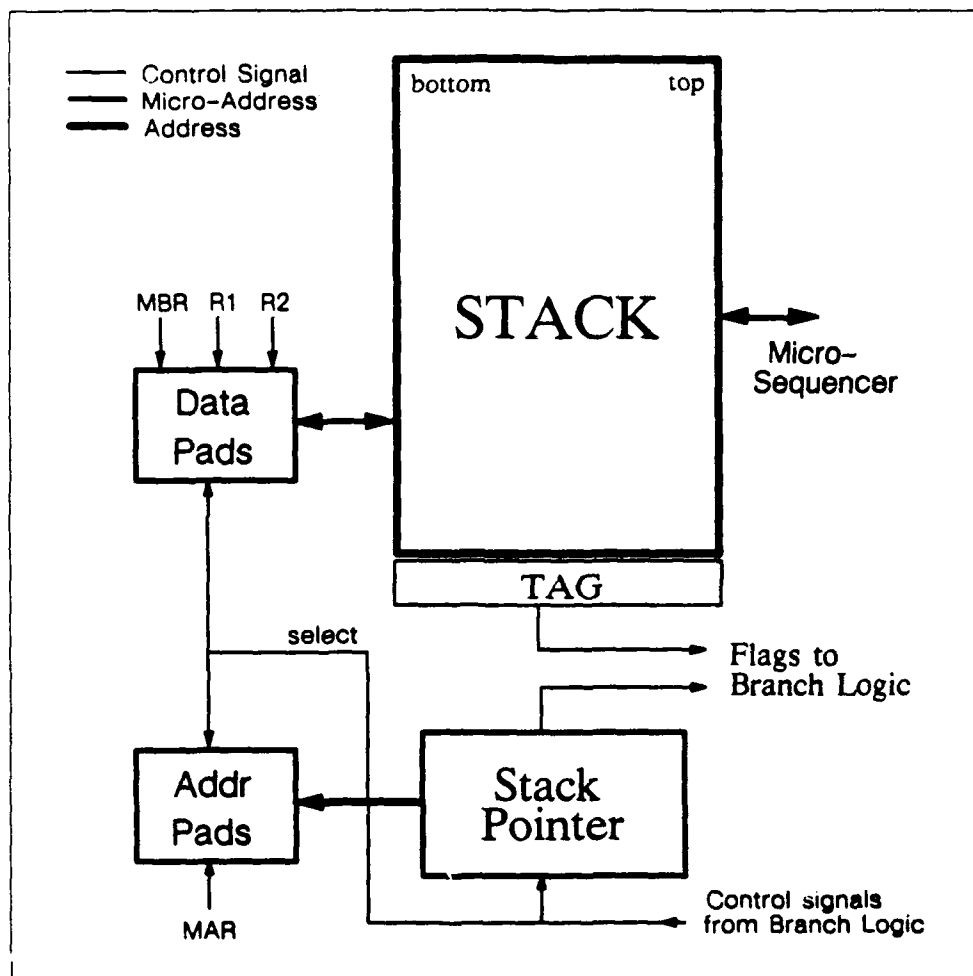 Control Signal
Micro-Address
Address
bottom
top
STACK
MBR
R1
R2
Data
Pads
Micro-
Sequencer
TAG
select
Flags to
Branch Logic
Addr
Pads
Stack
Pointer
MAR
Control signals
from Branch Logic